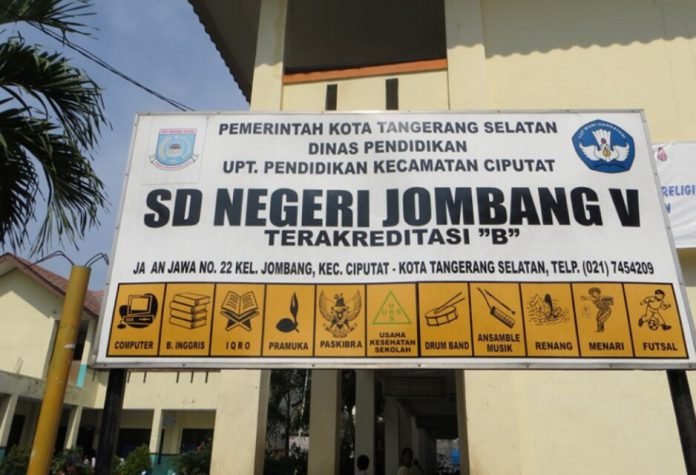 PEMERINTAH KOTA TANGERANG SELATAN
DINAS PENDIDIKAN
UPT. PENDIDIKAN KECAMATAN CIPUTAT
SD NEGERI JOMBANG V
TERAKREDITASI "B"
JA AN JAWA NO. 22 KEL. JOMBANG, KEC. CIPUTAT - KOTA TANGERANG SELATAN, TELP. (021) 7454209
COMPUTER B. INGGRIS I Q R O PRAMUKA PASKIBRA UKS USAHA KESEHATAN SEKOLAH DRUM BAND ANSAMBLE MUSIK RENANG MENARI FUTSAL
RELIGI